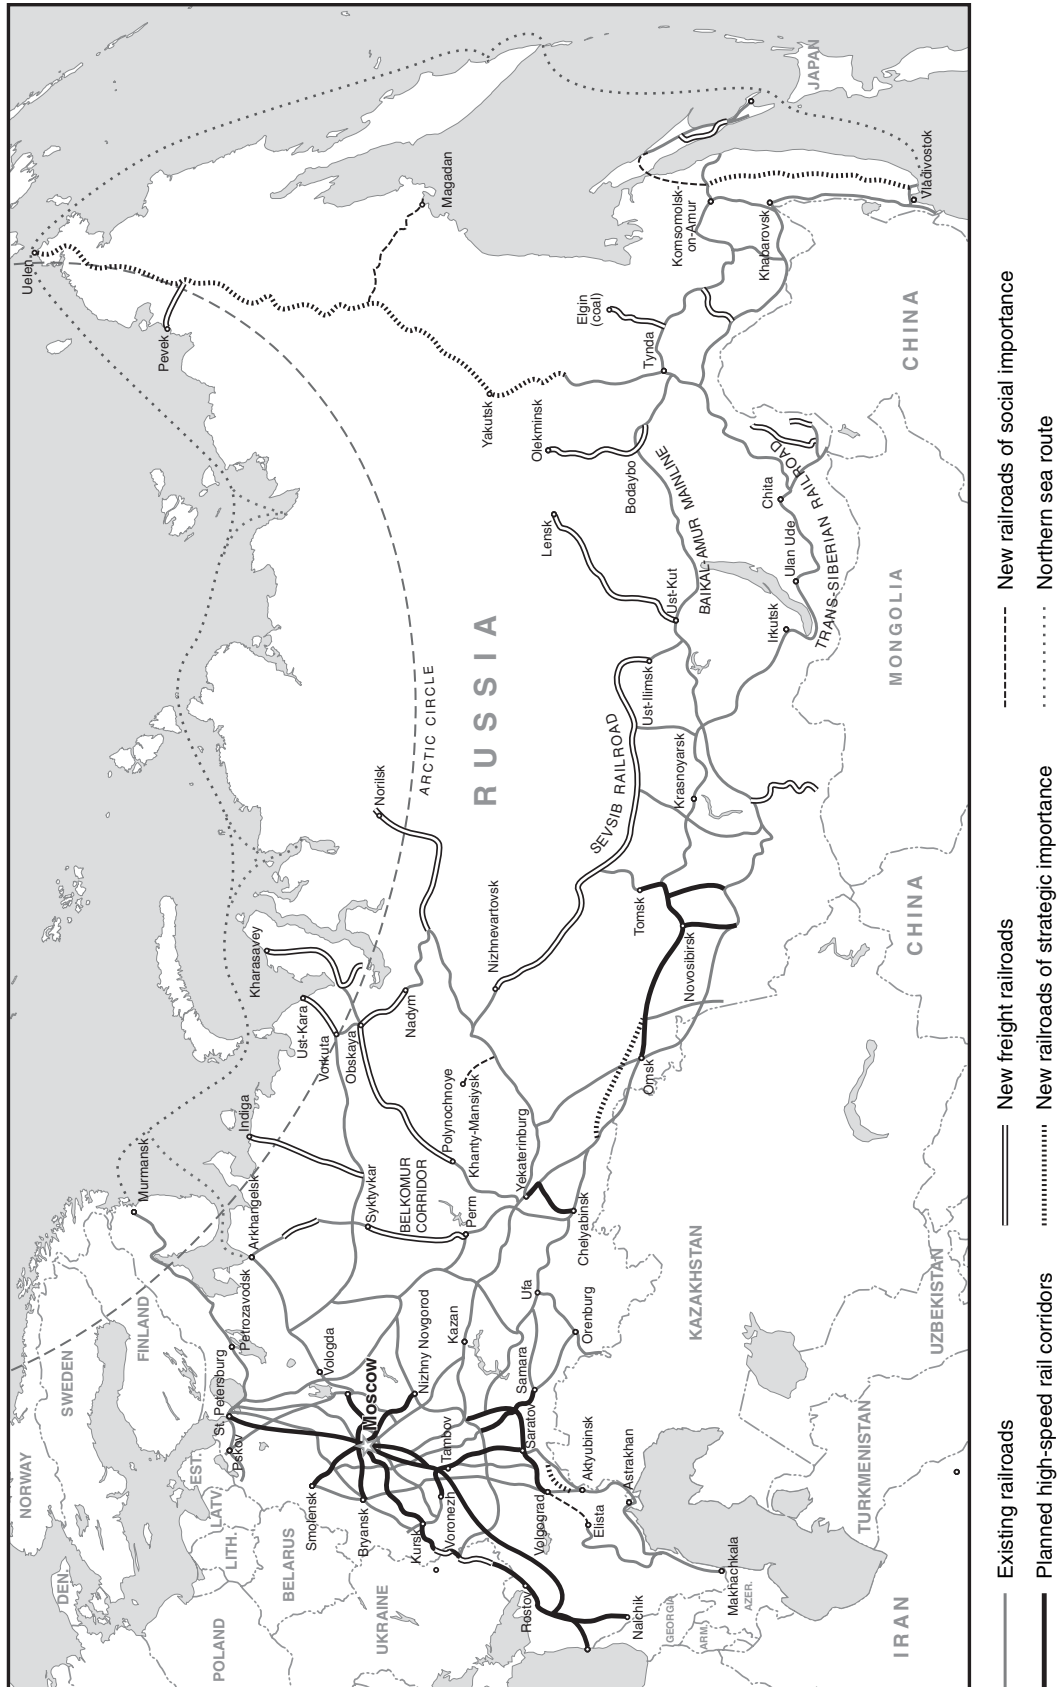 NORWAY
SWEDEN
FINLAND
DEN.
EST.
LATV.
LITH.
BELARUS
POLAND
UKRAINE
Murmansk
Petrozavodsk
Arkhangelsk
St. Petersburg
Pskov
Vologda
Smolensk
Moscow
Bryansk
Kursk
Voronezh
Tambov
Nizhny Novgorod
Kazan
Samara
Saratov
Ufa
Orenburg
Volgograd
Rostov
Elista
Aktyubinsk
Astrakhan
Nalchik
Makhachkala
GEORGIA
ARM.
AZER.
IRAN
TURKMENISTAN
UZBEKISTAN
KAZAKHSTAN
Indiga
Syktyvkar
BELKOMUR
CORRIDOR
Perm
Polynochnoye
Khanty-Mansiysk
Yekaterinburg
Chelyabinsk
Kharasavey
Ust-Kara
Vorkuta
Obskaya
Nadym
Norilsk
Nizhnevartovsk
Omsk
Novosibirsk
Tomsk
CHINA
Krasnoyarsk
SEVSIB RAILROAD
ARCTIC CIRCLE
RUSSIA
Ust-Ilimsk
Ust-Kut
Irkutsk
Ulan Ude
Chita
BAIKAL-AMUR MAINLINE
TRANS-SIBERIAN RAILROAD
MONGOLIA
Lensk
Bodaybo
Olekminsk
Yakutsk
Tynda
Elgin
(coal)
CHINA
Pevek
Uelen
Magadan
Komsomolsk-
on-Amur
Khabarovsk
Vladivostok
JAPAN
Existing railroads
Planned high-speed rail corridors
New freight railroads
New railroads of strategic importance
New railroads of social importance
Northern sea route